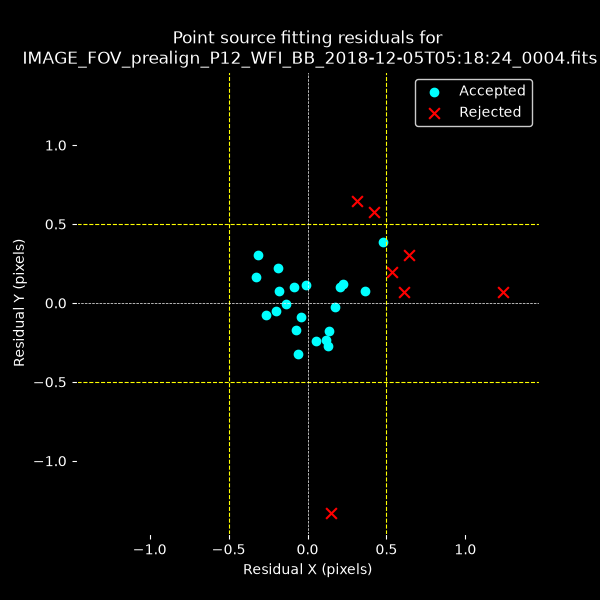 Point source fitting residuals for
IMAGE_FOV_prealign_P12_WFI_BB_2018-12-05T05:18:24_0004.fits
Accepted
Rejected
1.0
0.5
0.0
−0.5
−1.0
Residual Y (pixels)
−1.0
−0.5
0.0
0.5
1.0
Residual X (pixels)